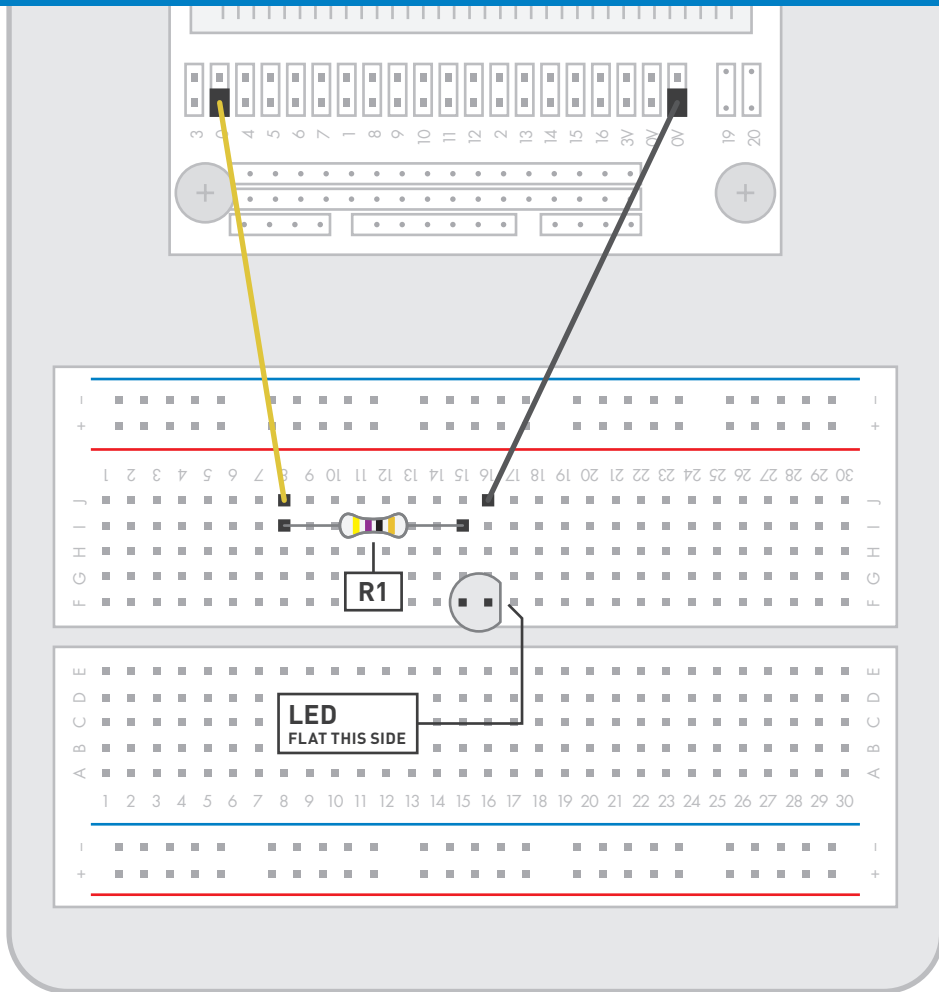 3 0 4 5 6 7 1 8 9 10 11 12 2 13 14 15 16 3V 0V 0V 19 20
− −
+ +
1 2 3 4 5 6 7 8 9 10 11 12 13 14 15 16 17 18 19 20 21 22 23 24 25 26 27 28 29 30
J J
I I
H H
G G
R1
F F
E E
D D
LED
C C
FLAT THIS SIDE
B B
A A
1 2 3 4 5 6 7 8 9 10 11 12 13 14 15 16 17 18 19 20 21 22 23 24 25 26 27 28 29 30
− −
+ +